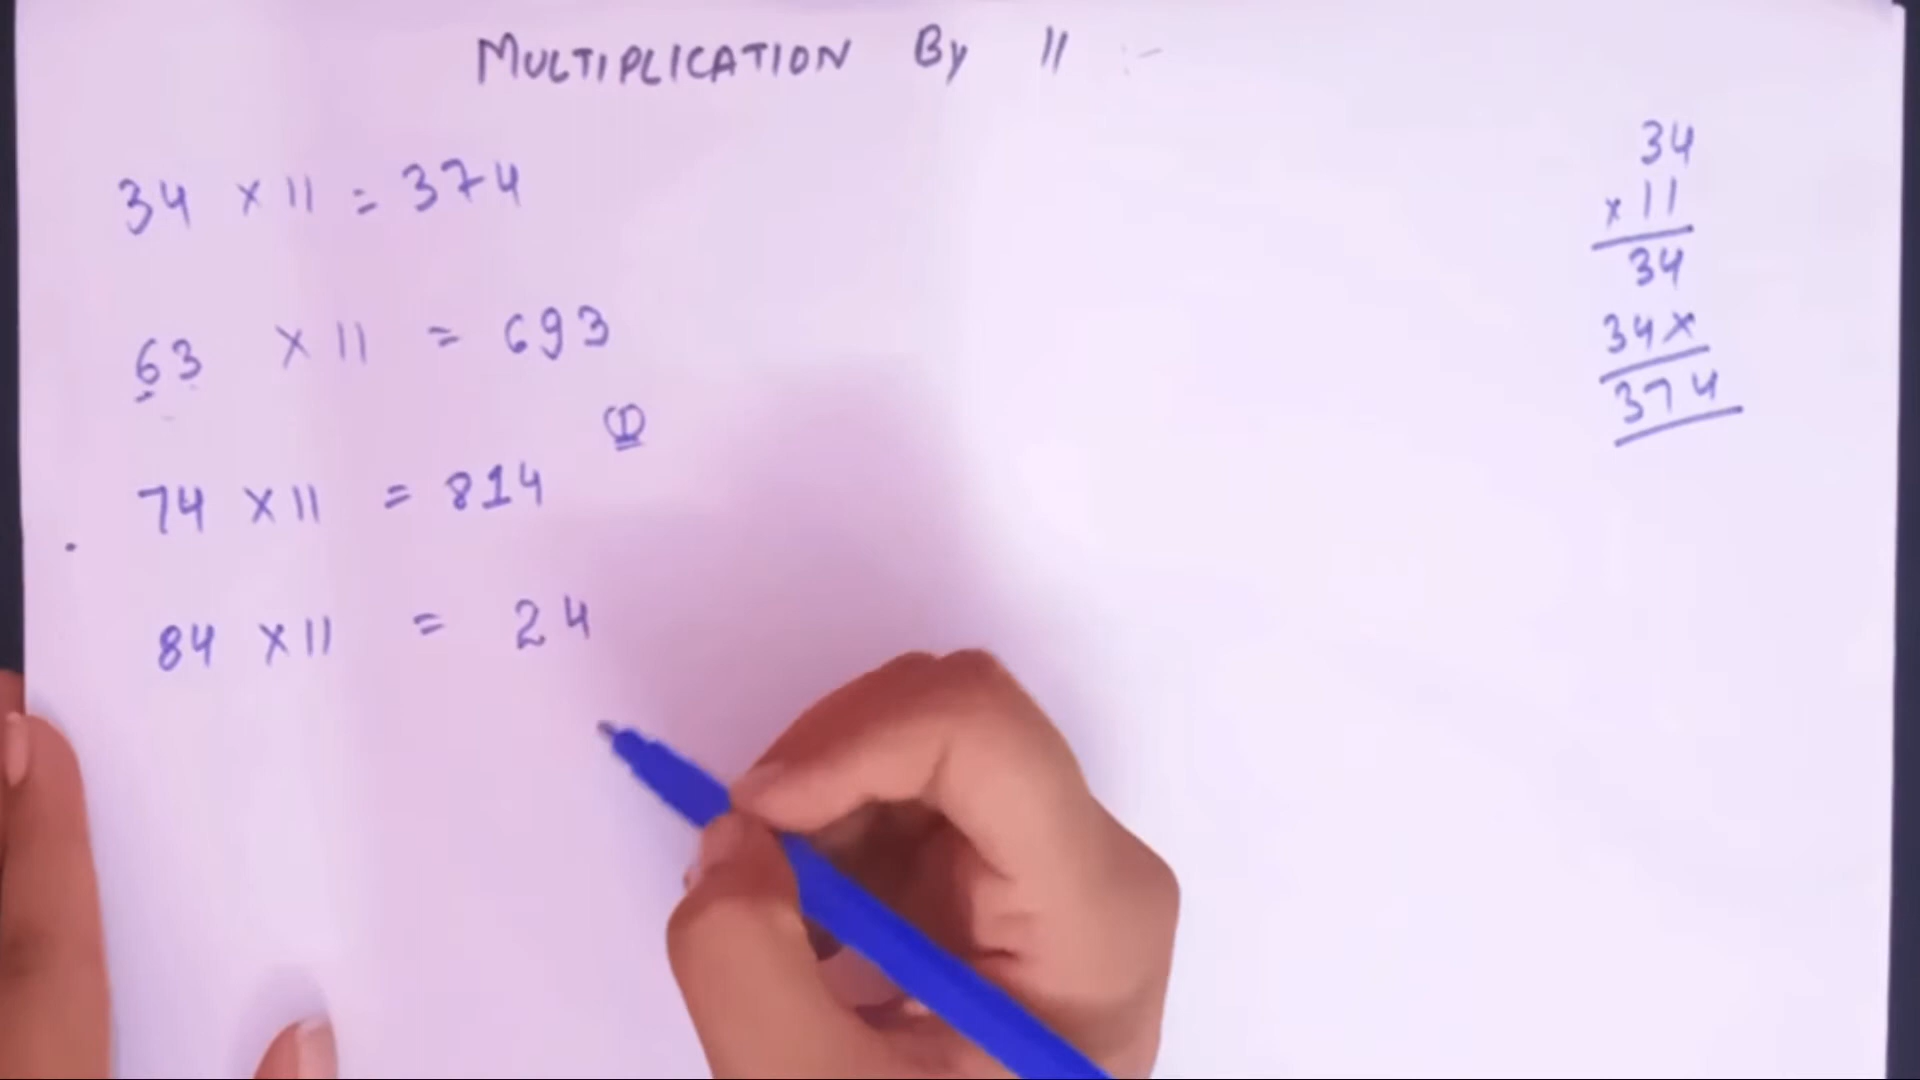 MULTIPLICATION By 11 :-
34 × 11 = 374
63 × 11 = 693
1
74 × 11 = 814
84 × 11 = 24
34
× 11
34
34×
374